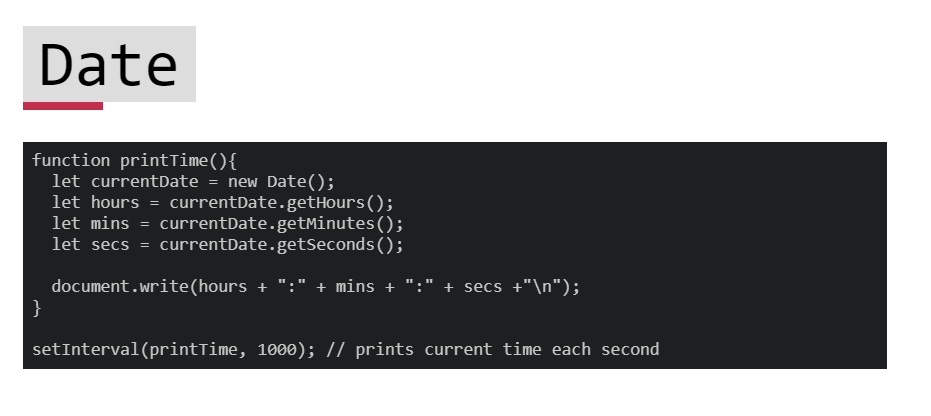 Date
function printTime(){
  let currentDate = new Date();
  let hours = currentDate.getHours();
  let mins = currentDate.getMinutes();
  let secs = currentDate.getSeconds();

  document.write(hours + ":" + mins + ":" + secs +"\n");
}

setInterval(printTime, 1000); // prints current time each second